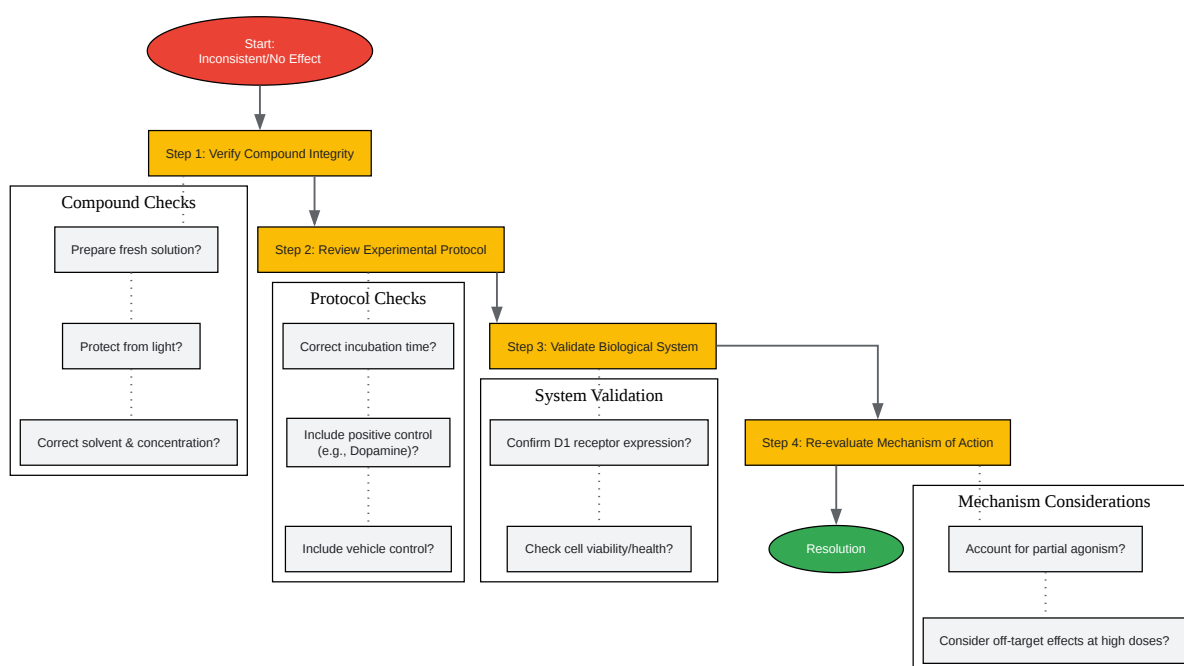 Start:
Inconsistent/No Effect
Step 1: Verify Compound Integrity
Compound Checks
Prepare fresh solution?
Protect from light?
Correct solvent & concentration?
Step 2: Review Experimental Protocol
Protocol Checks
Correct incubation time?
Include positive control
(e.g., Dopamine)?
Include vehicle control?
Step 3: Validate Biological System
System Validation
Confirm D1 receptor expression?
Check cell viability/health?
Step 4: Re-evaluate Mechanism of Action
Resolution
Mechanism Considerations
Account for partial agonism?
Consider off-target effects at high doses?